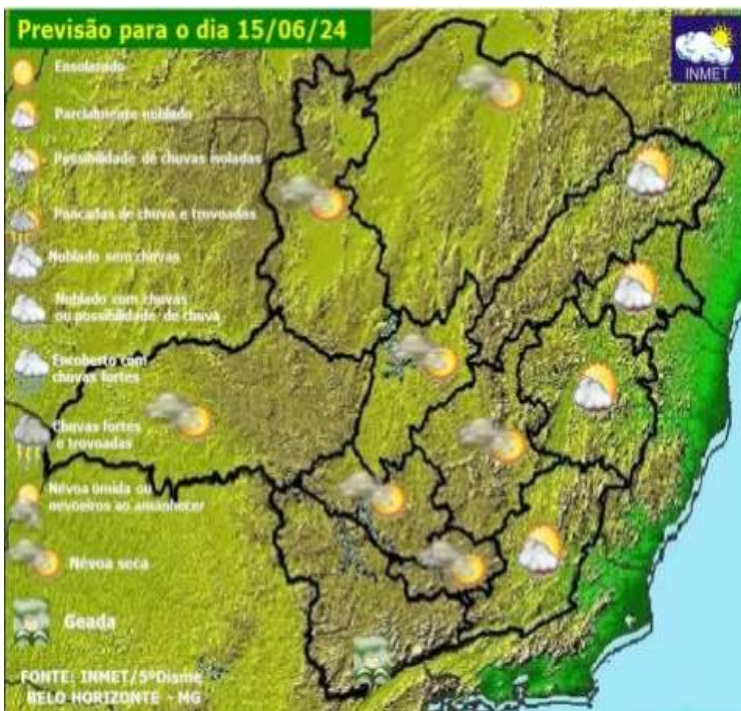 Previsão para o dia 15/06/24
INMET
Ensolarado
Parcialmente nublado
Possibilidade de chuvas isoladas
Pancadas de chuva e trovoadas
Nublado sem chuvas
Nublado com chuvas
ou possibilidade de chuva
Encoberto com
chuvas fortes
Chuvas fortes
e trovoadas
Névoa úmida ou
nevoeiros ao amanhecer
Névoa seca
Geada
FONTE: INMET/5ºDisme
BELO HORIZONTE - MG